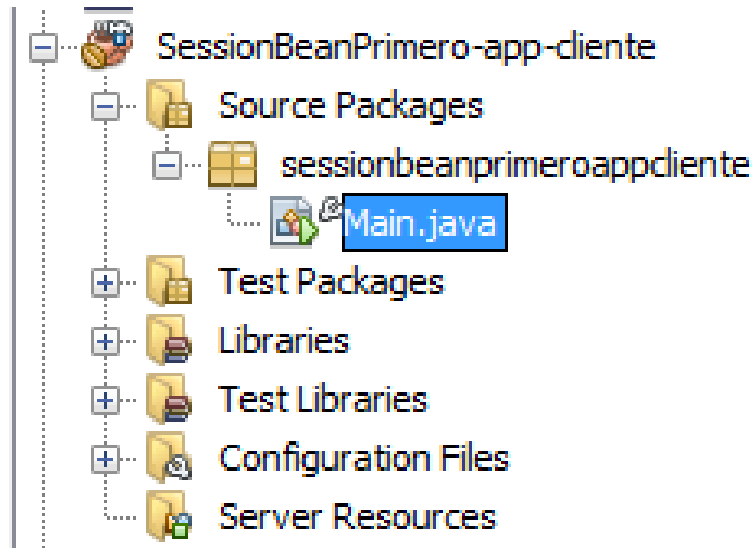 SessionBeanPrimero-app-cliente
Source Packages
sessionbeanprimeroappcliente
Main.java
Test Packages
Libraries
Test Libraries
Configuration Files
Server Resources